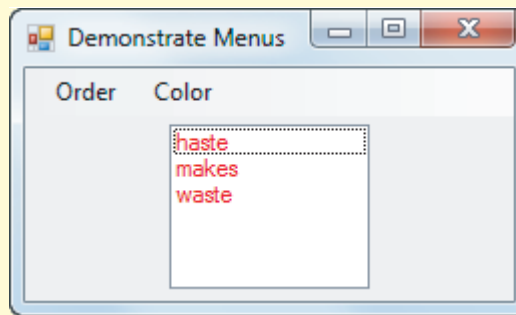 Demonstrate Menus
Order Color
haste
makes
waste